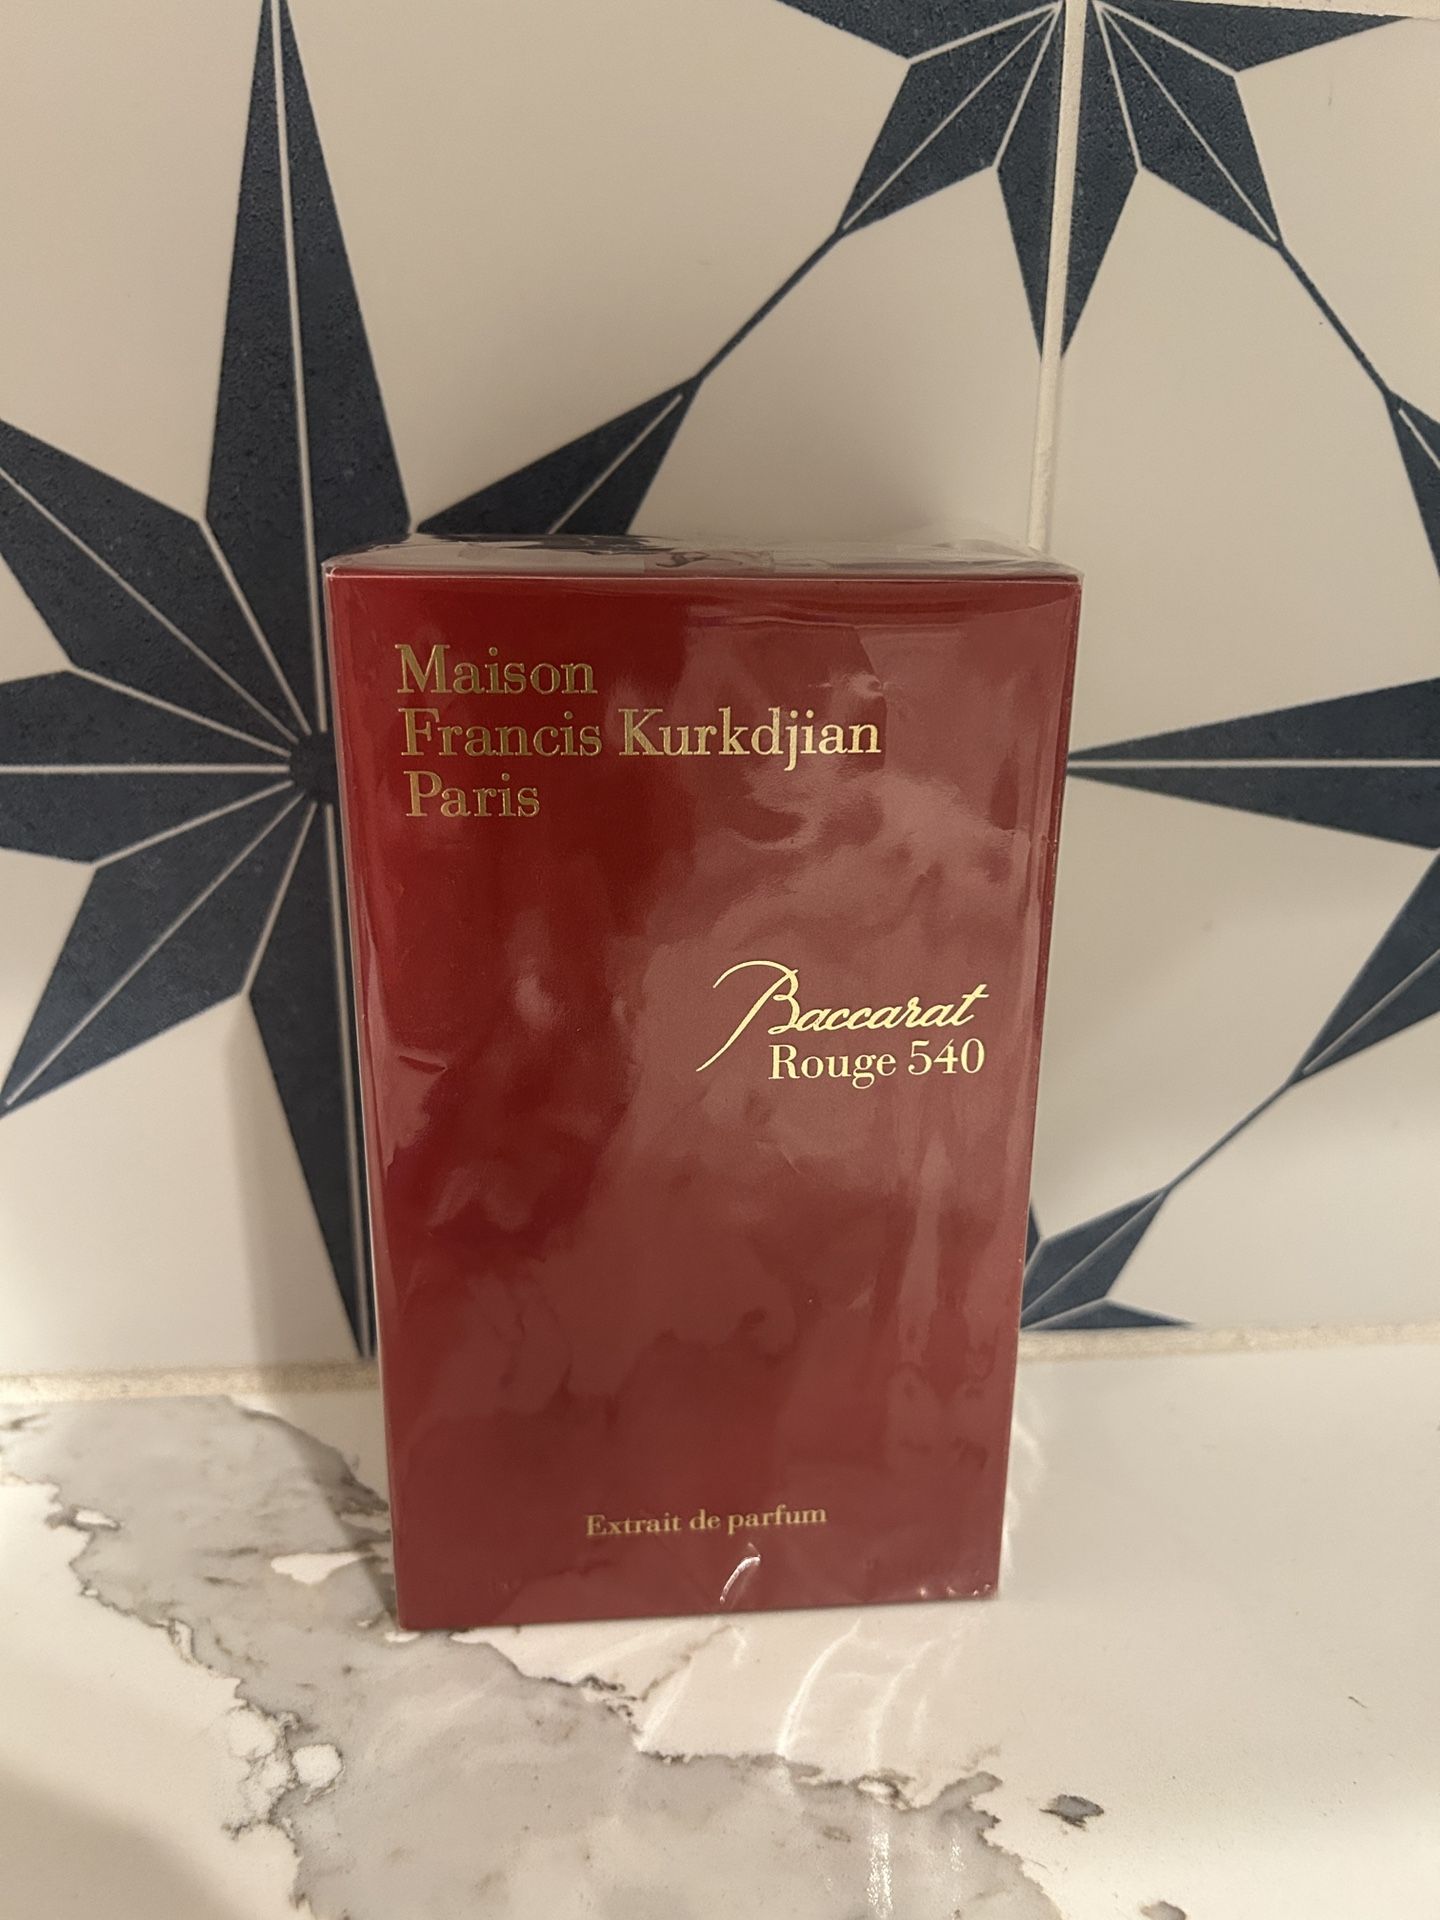 Maison
Francis Kurkdjian
Paris
Baccarat
Rouge 540
Extrait de parfum